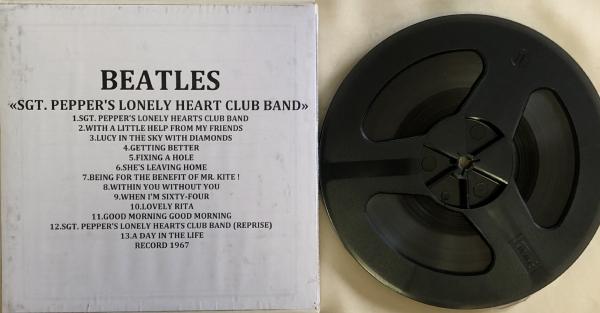 BEATLES
«SGT. PEPPER'S LONELY HEART CLUB BAND»
1.SGT. PEPPER'S LONELY HEARTS CLUB BAND
2.WITH A LITTLE HELP FROM MY FRIENDS
3.LUCY IN THE SKY WITH DIAMONDS
4.GETTING BETTER
5.FIXING A HOLE
6.SHE'S LEAVING HOME
7.BEING FOR THE BENEFIT OF MR. KITE !
8.WITHIN YOU WITHOUT YOU
9.WHEN I'M SIXTY-FOUR
10.LOVELY RITA
11.GOOD MORNING GOOD MORNING
12.SGT. PEPPER'S LONELY HEARTS CLUB BAND (REPRISE)
13.A DAY IN THE LIFE
RECORD 1967